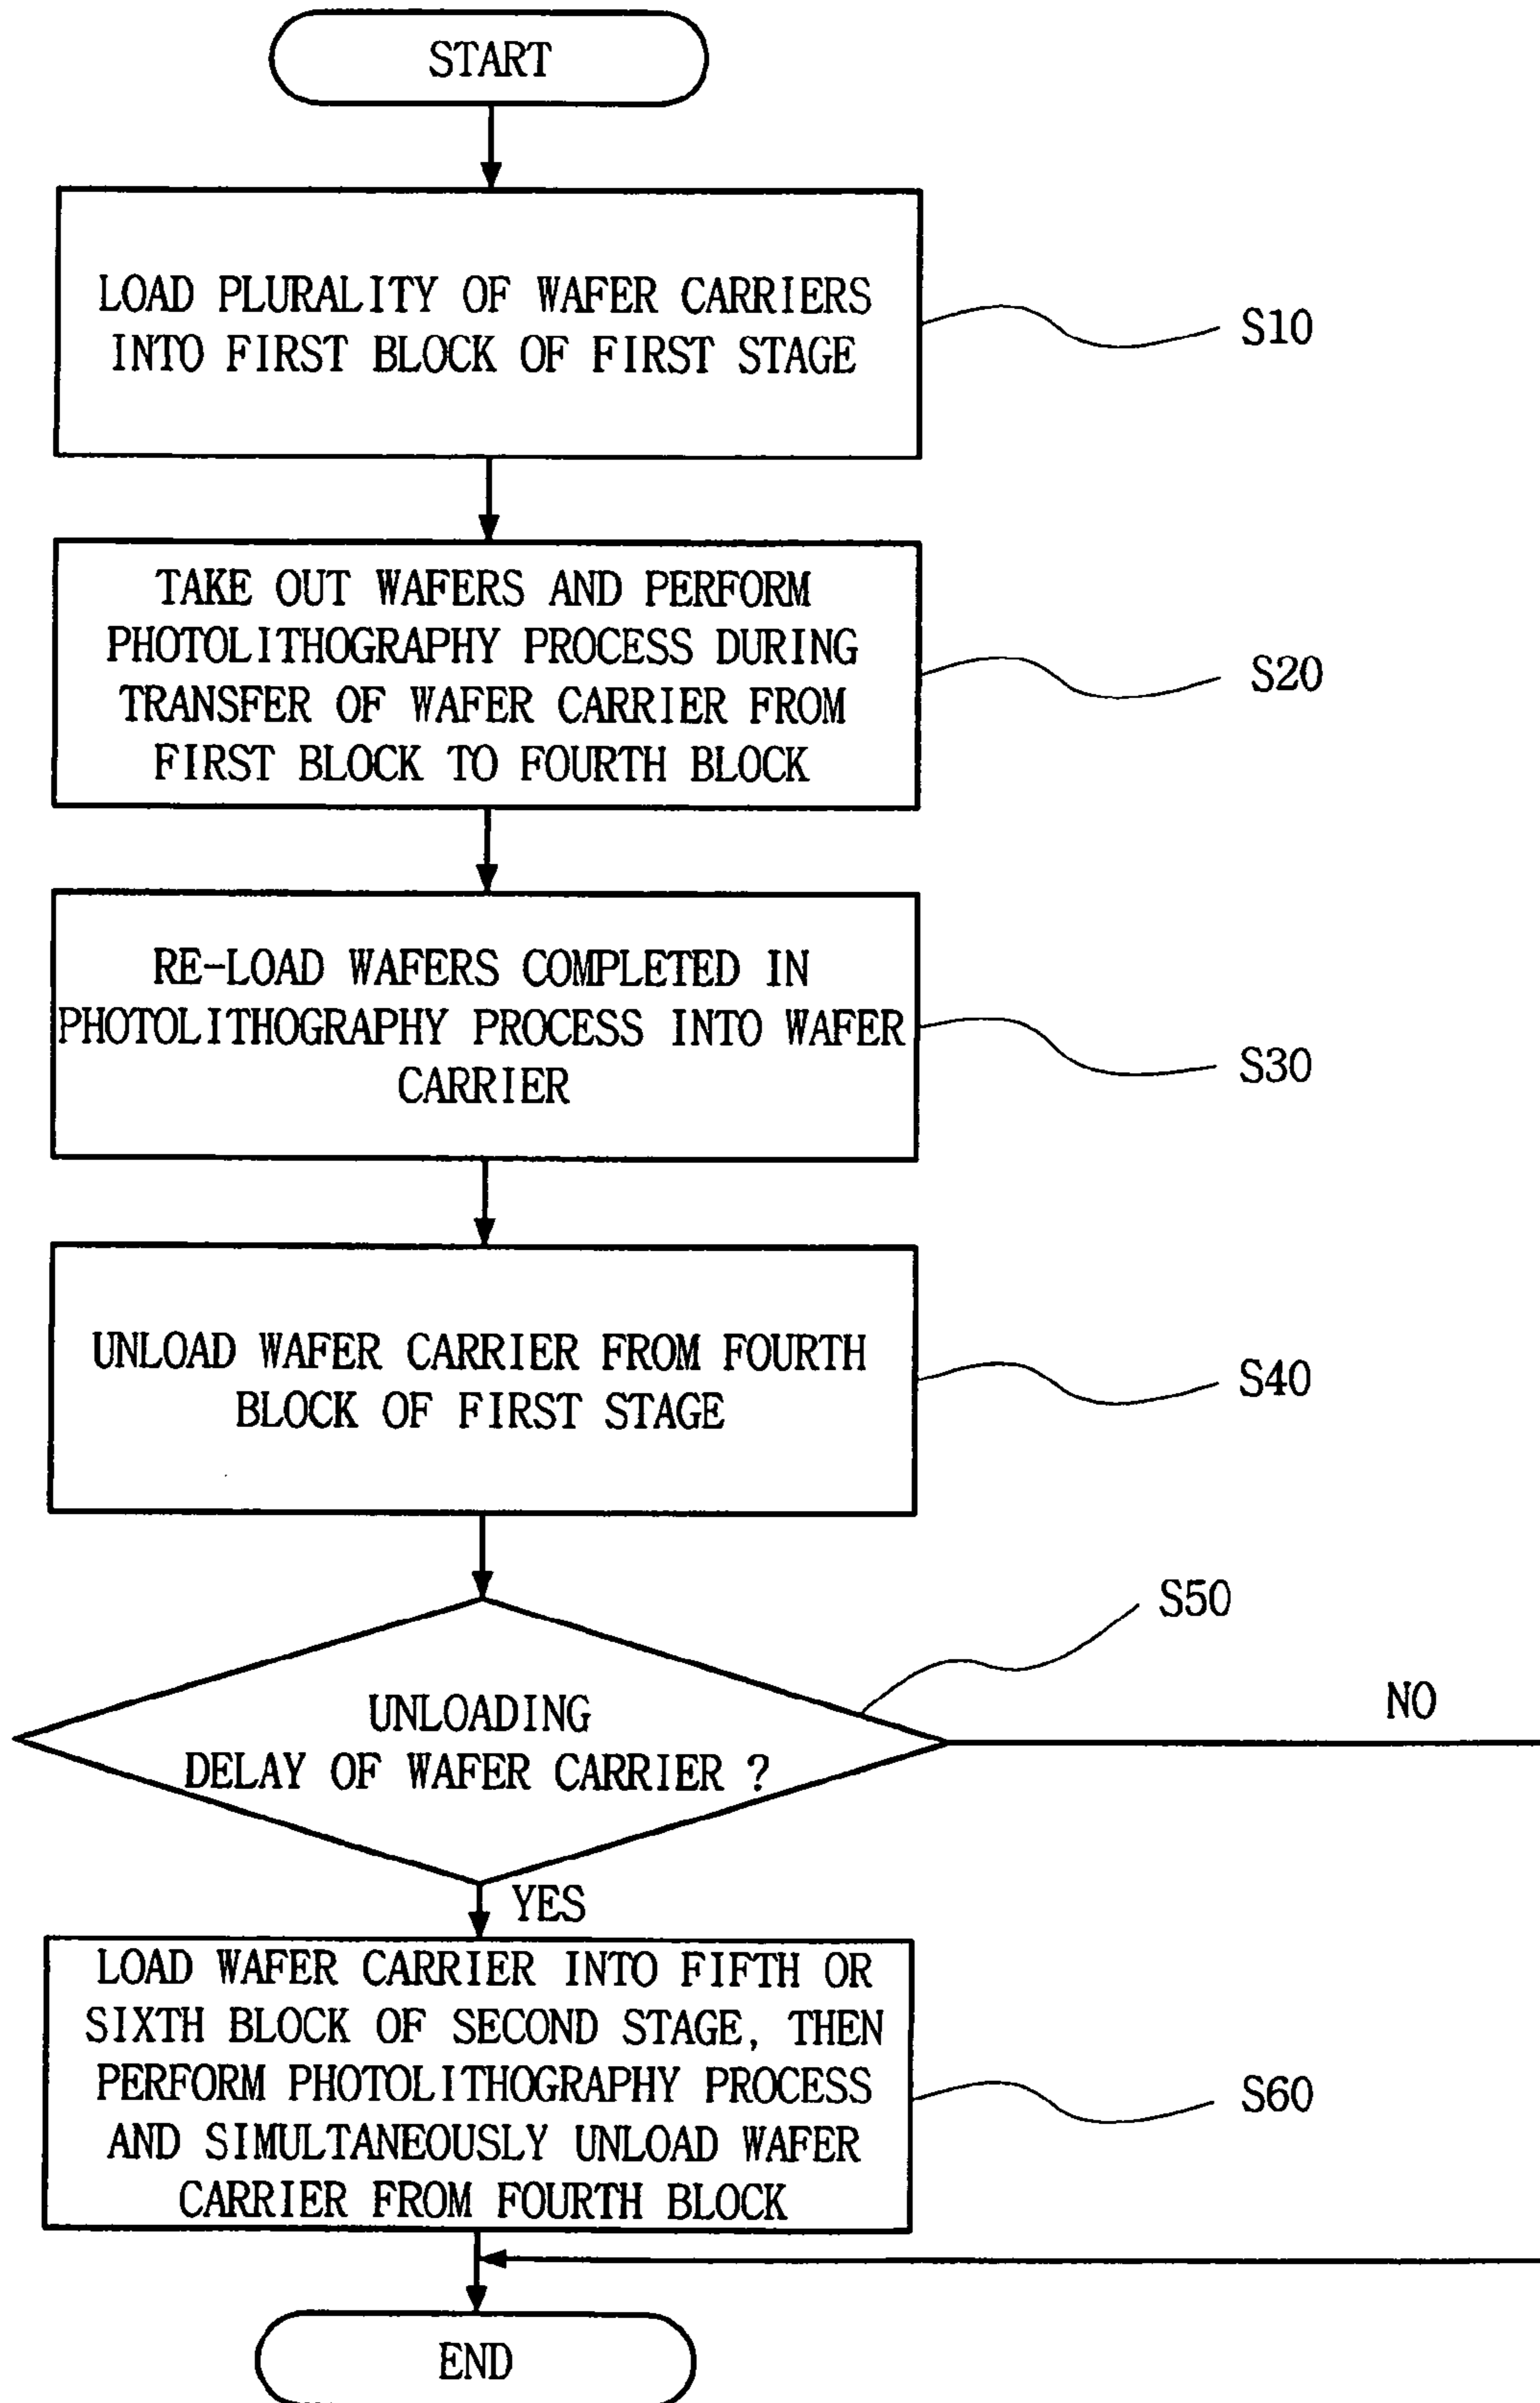 START
LOAD PLURALITY OF WAFER CARRIERS
INTO FIRST BLOCK OF FIRST STAGE
S10
TAKE OUT WAFERS AND PERFORM
PHOTOLITHOGRAPHY PROCESS DURING
TRANSFER OF WAFER CARRIER FROM
FIRST BLOCK TO FOURTH BLOCK
S20
RE-LOAD WAFERS COMPLETED IN
PHOTOLITHOGRAPHY PROCESS INTO WAFER
CARRIER
S30
UNLOAD WAFER CARRIER FROM FOURTH
BLOCK OF FIRST STAGE
S40
S50
UNLOADING
DELAY OF WAFER CARRIER ?
NO
YES
LOAD WAFER CARRIER INTO FIFTH OR
SIXTH BLOCK OF SECOND STAGE, THEN
PERFORM PHOTOLITHOGRAPHY PROCESS
AND SIMULTANEOUSLY UNLOAD WAFER
CARRIER FROM FOURTH BLOCK
S60
END